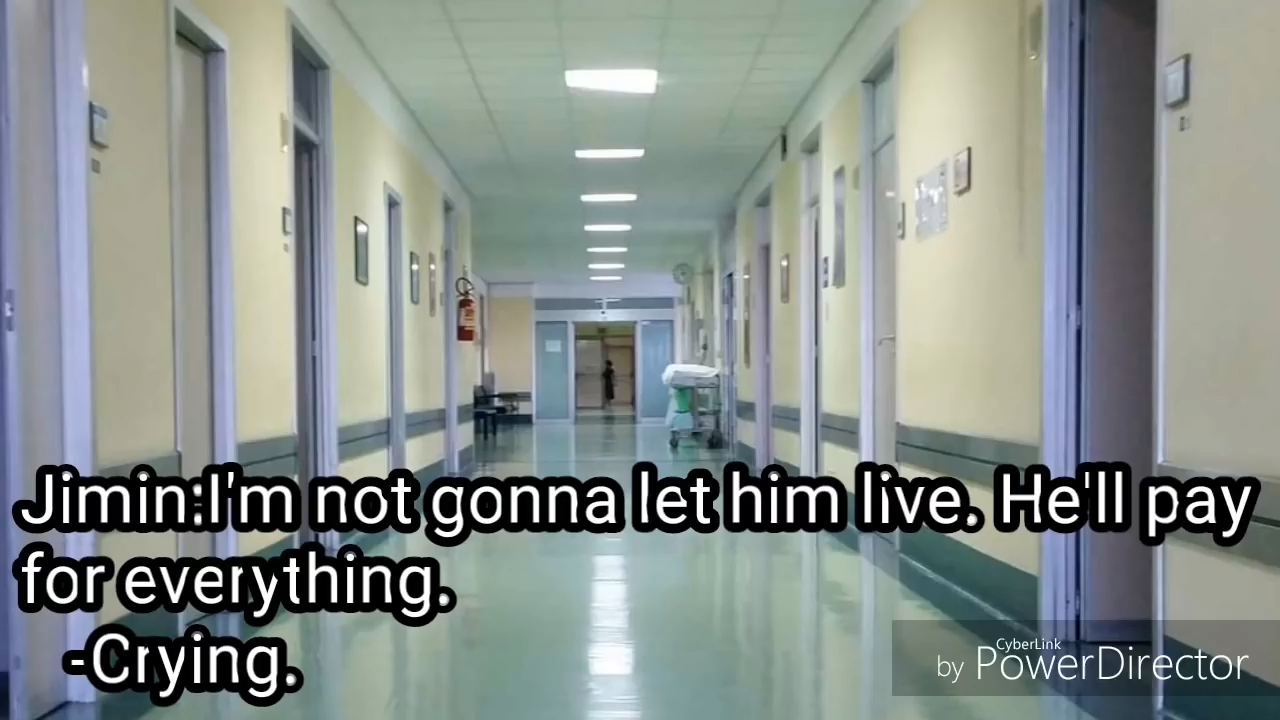 Jimin:I'm not gonna let him live. He'll pay
for everything.
-Crying.
CyberLink
by PowerDirector